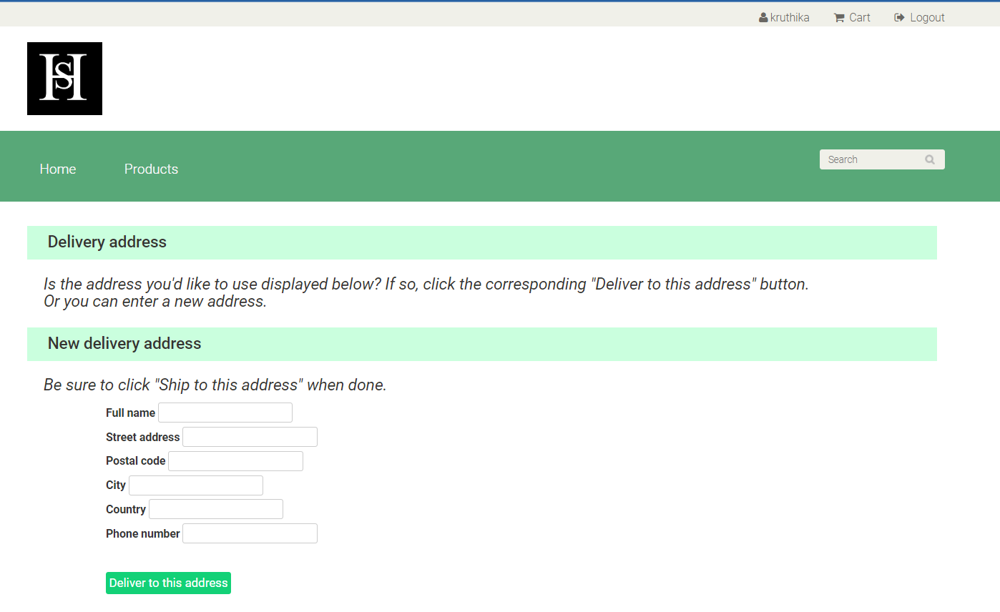 kruthika Cart Logout
HS
Home Products Search
Delivery address
Is the address you'd like to use displayed below? If so, click the corresponding "Deliver to this address" button.
Or you can enter a new address.
New delivery address
Be sure to click "Ship to this address" when done.
Full name
Street address
Postal code
City
Country
Phone number
Deliver to this address